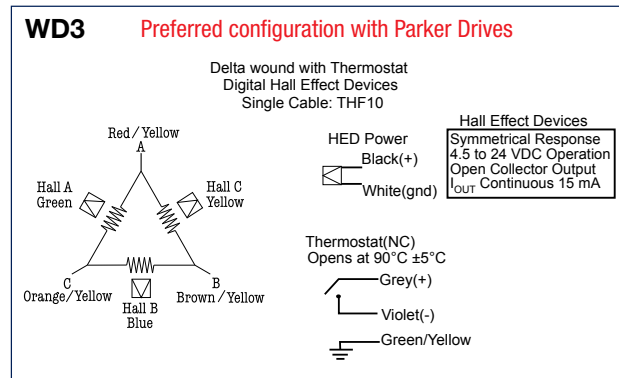 WD3 Preferred configuration with Parker Drives
Delta wound with Thermostat
Digital Hall Effect Devices
Single Cable: THF10
Red/Yellow
A
Hall A
Green
Hall C
Yellow
C
Orange/Yellow
Hall B
Blue
B
Brown/Yellow
HED Power
Black(+)
White(gnd)
Hall Effect Devices
Symmetrical Response
4.5 to 24 VDC Operation
Open Collector Output
IOUT Continuous 15 mA
Thermostat(NC)
Opens at 90°C ±5°C
Grey(+)
Violet(-)
Green/Yellow